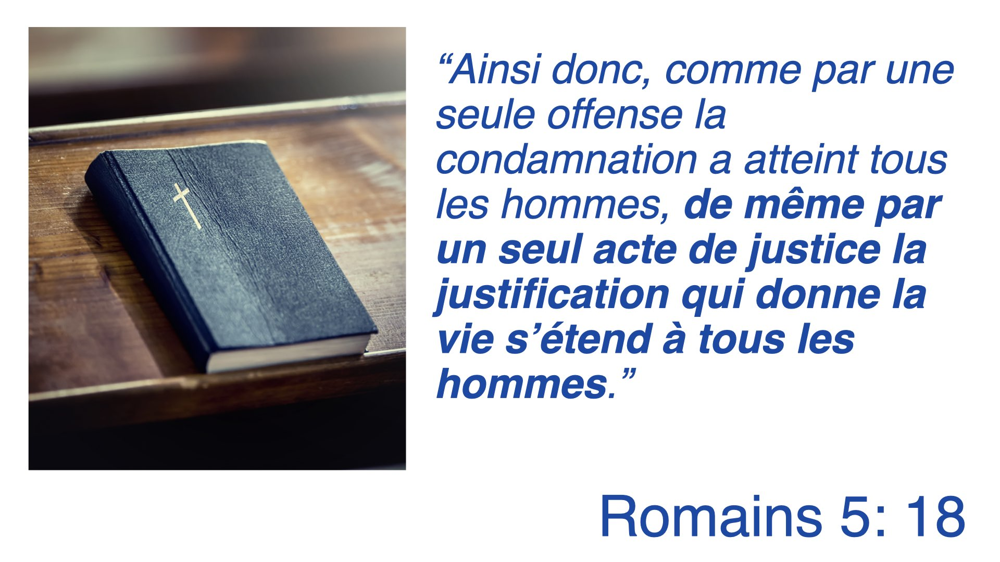 “Ainsi donc, comme par une
seule offense la
condamnation a atteint tous
les hommes, de même par
un seul acte de justice la
justification qui donne la
vie s’étend à tous les
hommes.”
Romains 5: 18